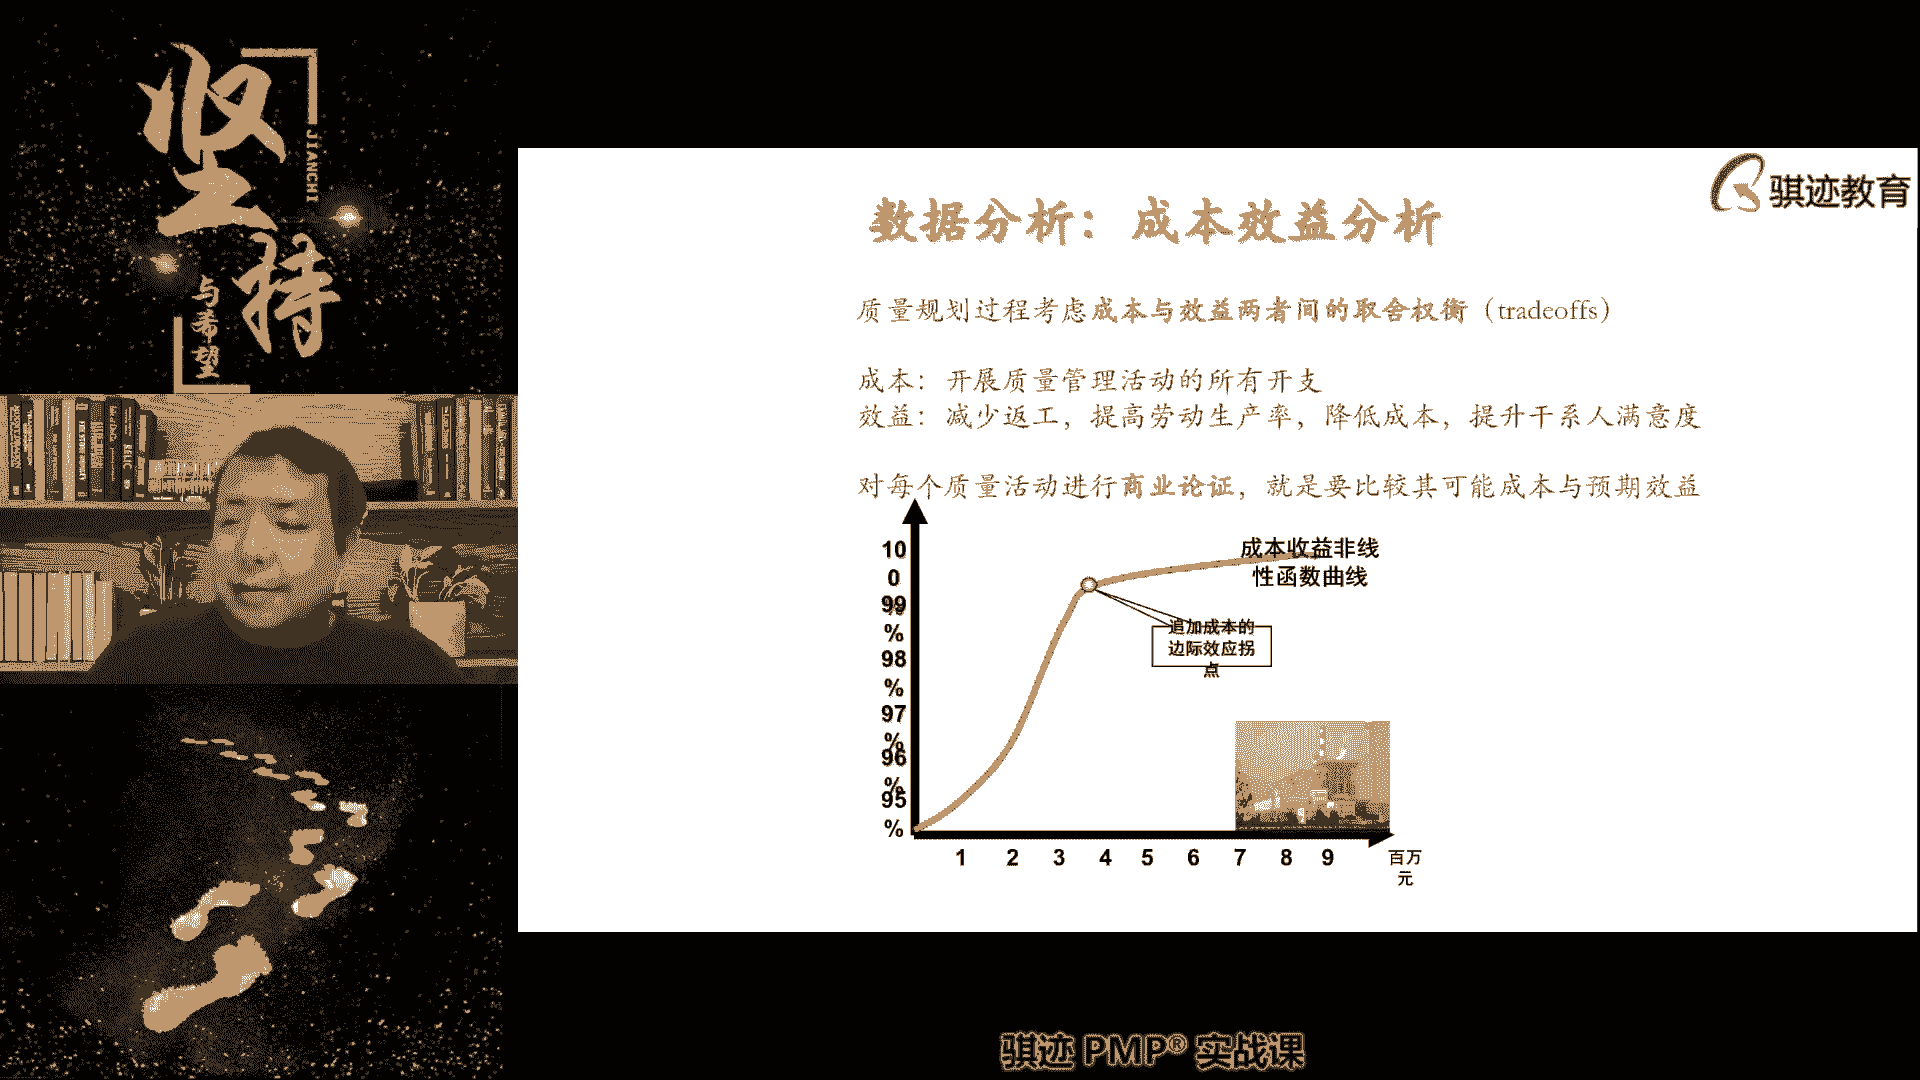 坚持
JIANCHI
与希望
骐迹教育
数据分析：成本效益分析
质量规划过程考虑成本与效益两者间的取舍权衡（tradeoffs）
成本：开展质量管理活动的所有开支
效益：减少返工，提高劳动生产率，降低成本，提升干系人满意度
对每个质量活动进行商业论证，就是要比较其可能成本与预期效益
成本收益非线
性函数曲线
追加成本的
边际效应拐
点
10
0
%
99
%
98
%
97
%
96
%
95
%
1 2 3 4 5 6 7 8 9
百万
元
骐迹 PMP® 实战课